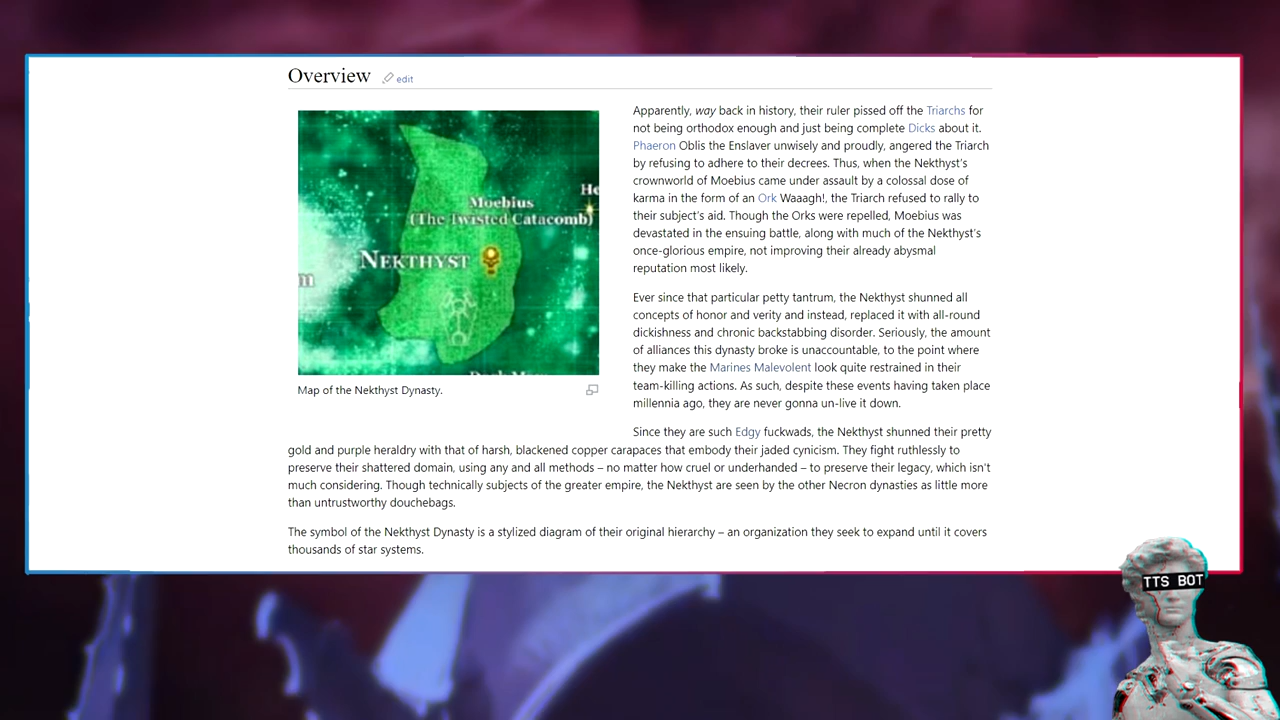 Overview edit
Apparently, way back in history, their ruler pissed off the Triarchs for
not being orthodox enough and just being complete Dicks about it.
Phaeron Oblis the Enslaver unwisely and proudly, angered the Triarch
by refusing to adhere to their decrees. Thus, when the Nekthyst's
crownworld of Moebius came under assault by a colossal dose of
karma in the form of an Ork Waaagh!, the Triarch refused to rally to
their subject's aid. Though the Orks were repelled, Moebius was
devastated in the ensuing battle, along with much of the Nekthyst's
once-glorious empire, not improving their already abysmal
reputation most likely.
He
Moebius
(The Twisted Catacomb)
NEKTHYST
m
Map of the Nekthyst Dynasty.
Ever since that particular petty tantrum, the Nekthyst shunned all
concepts of honor and verity and instead, replaced it with all-round
dickishness and chronic backstabbing disorder. Seriously, the amount
of alliances this dynasty broke is unaccountable, to the point where
they make the Marines Malevolent look quite restrained in their
team-killing actions. As such, despite these events having taken place
millennia ago, they are never gonna un-live it down.
Since they are such Edgy fuckwads, the Nekthyst shunned their pretty
gold and purple heraldry with that of harsh, blackened copper carapaces that embody their jaded cynicism. They fight ruthlessly to
preserve their shattered domain, using any and all methods – no matter how cruel or underhanded – to preserve their legacy, which isn't
much considering. Though technically subjects of the greater empire, the Nekthyst are seen by the other Necron dynasties as little more
than untrustworthy douchebags.
The symbol of the Nekthyst Dynasty is a stylized diagram of their original hierarchy – an organization they seek to expand until it covers
thousands of star systems.
TTS BOT